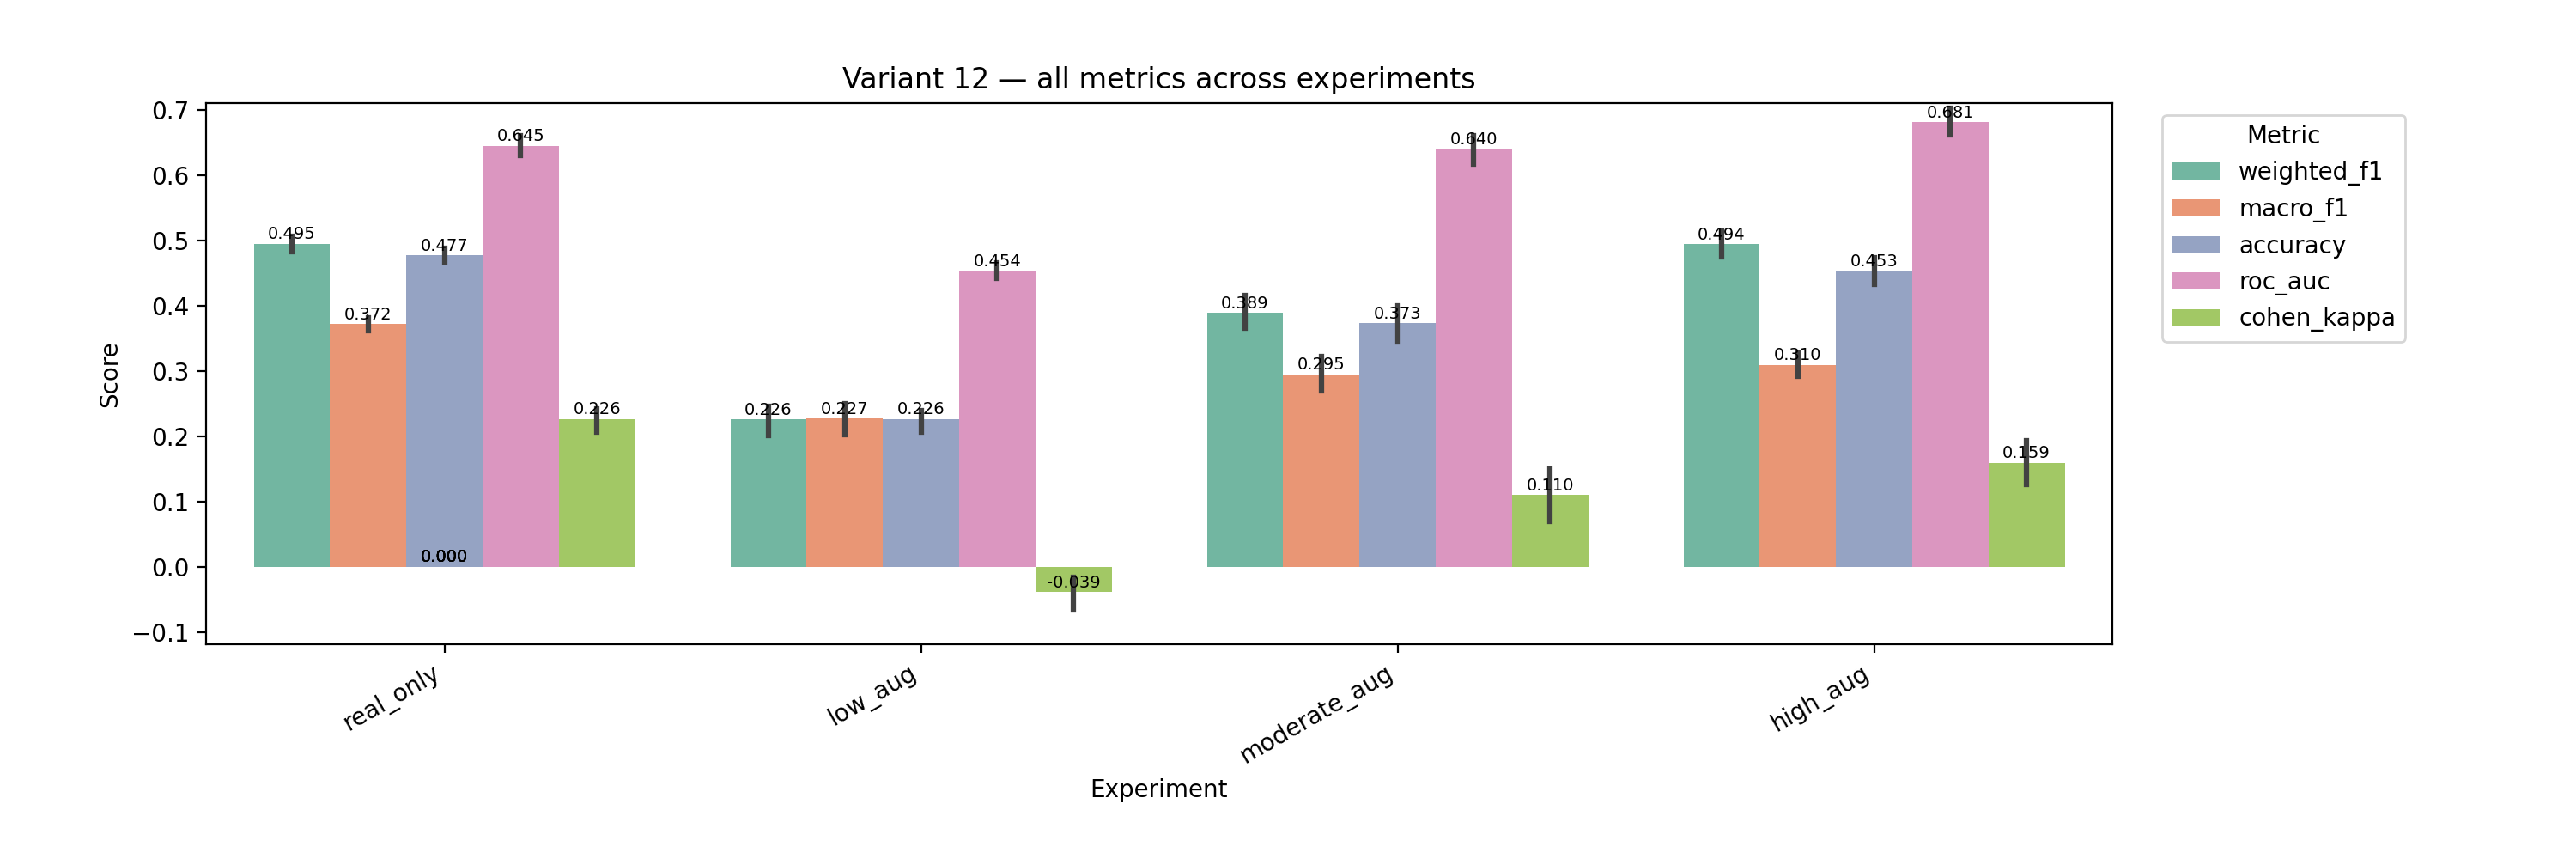 Variant 12 — all metrics across experiments
0.7
0.6
0.5
0.4
0.3
0.2
0.1
0.0
−0.1
Score
0.495
0.372
0.477
0.645
0.226
0.000
0.226
0.227
0.226
0.454
-0.039
0.389
0.295
0.373
0.640
0.110
0.494
0.310
0.453
0.681
0.159
real_only
low_aug
moderate_aug
high_aug
Experiment
Metric
weighted_f1
macro_f1
accuracy
roc_auc
cohen_kappa